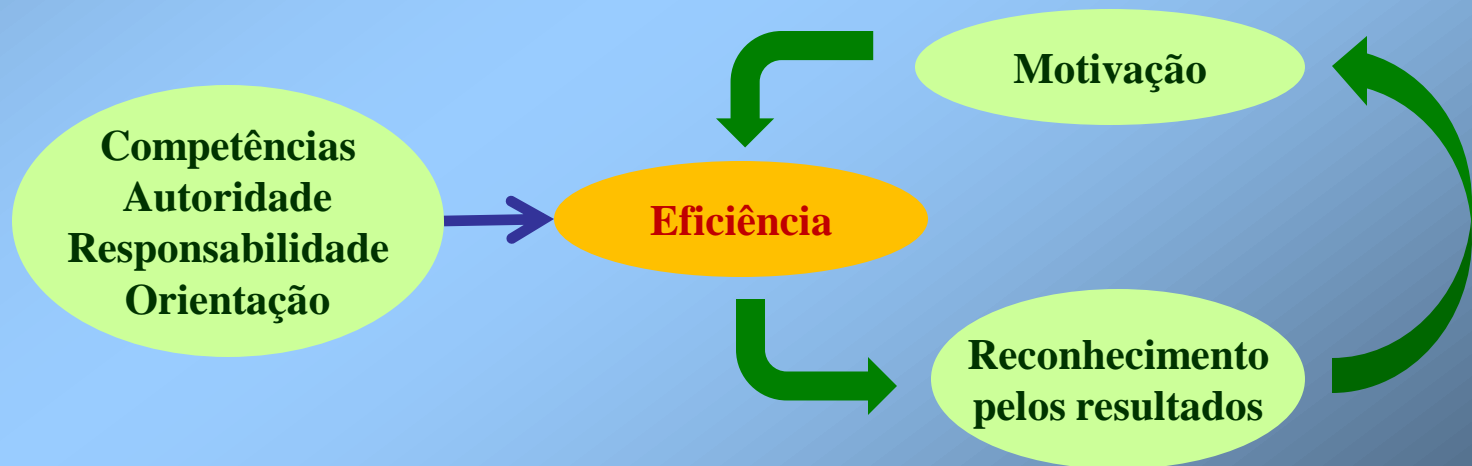 Competências
Autoridade
Responsabilidade
Orientação
Eficiência
Motivação
Reconhecimento
pelos resultados